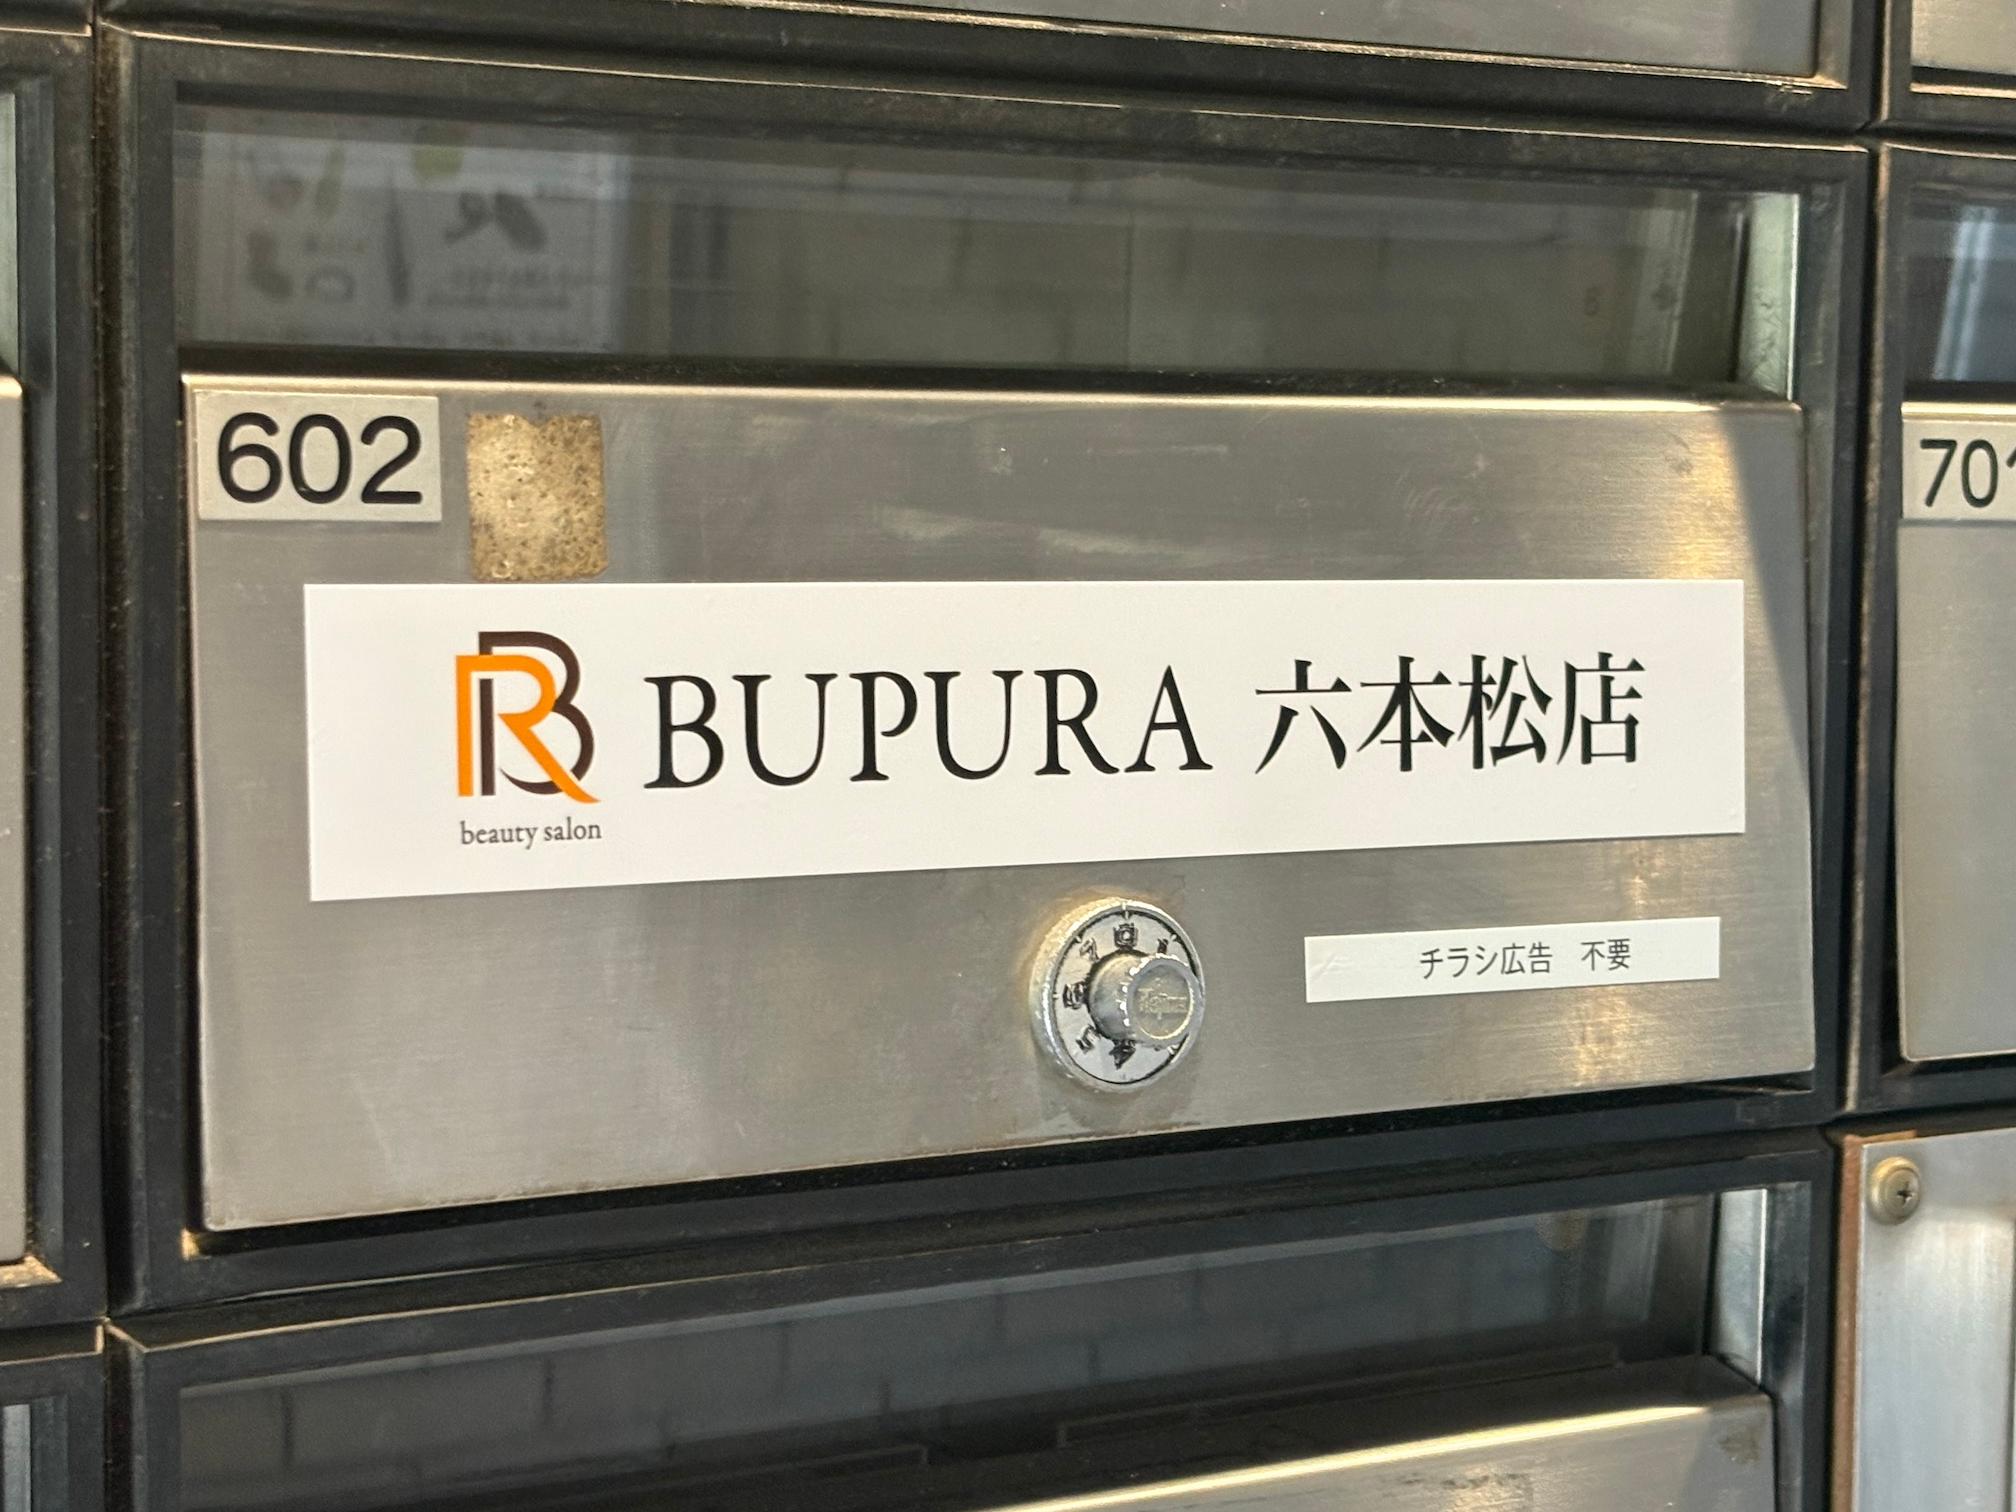 602
BUPURA 六本松店
beauty salon
チラシ広告 不要